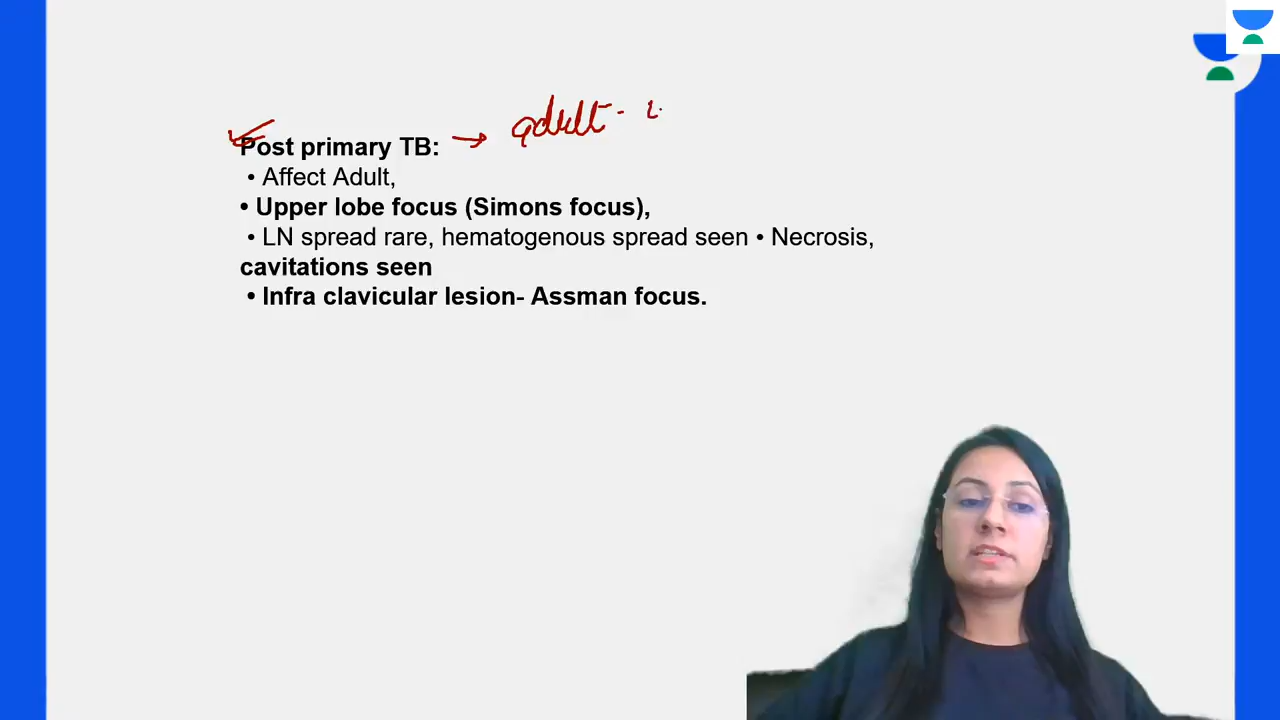 adult -
Post primary TB:
• Affect Adult,
• Upper lobe focus (Simons focus),
• LN spread rare, hematogenous spread seen • Necrosis,
cavitations seen
• Infra clavicular lesion- Assman focus.